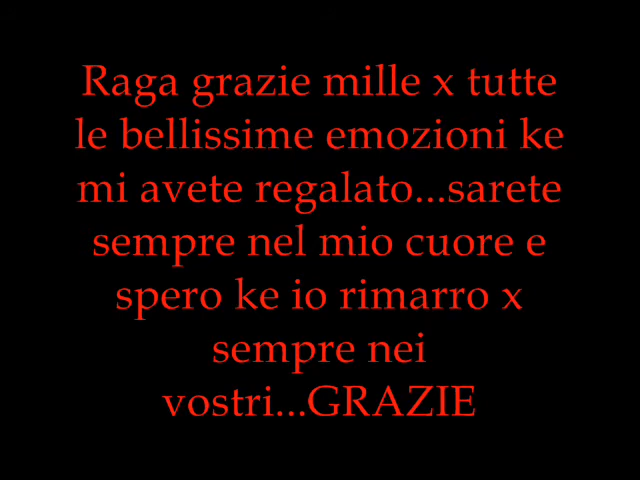 Raga grazie mille x tutte
le bellissime emozioni ke
mi avete regalato...sarete
sempre nel mio cuore e
spero ke io rimarro x
sempre nei
vostri...GRAZIE